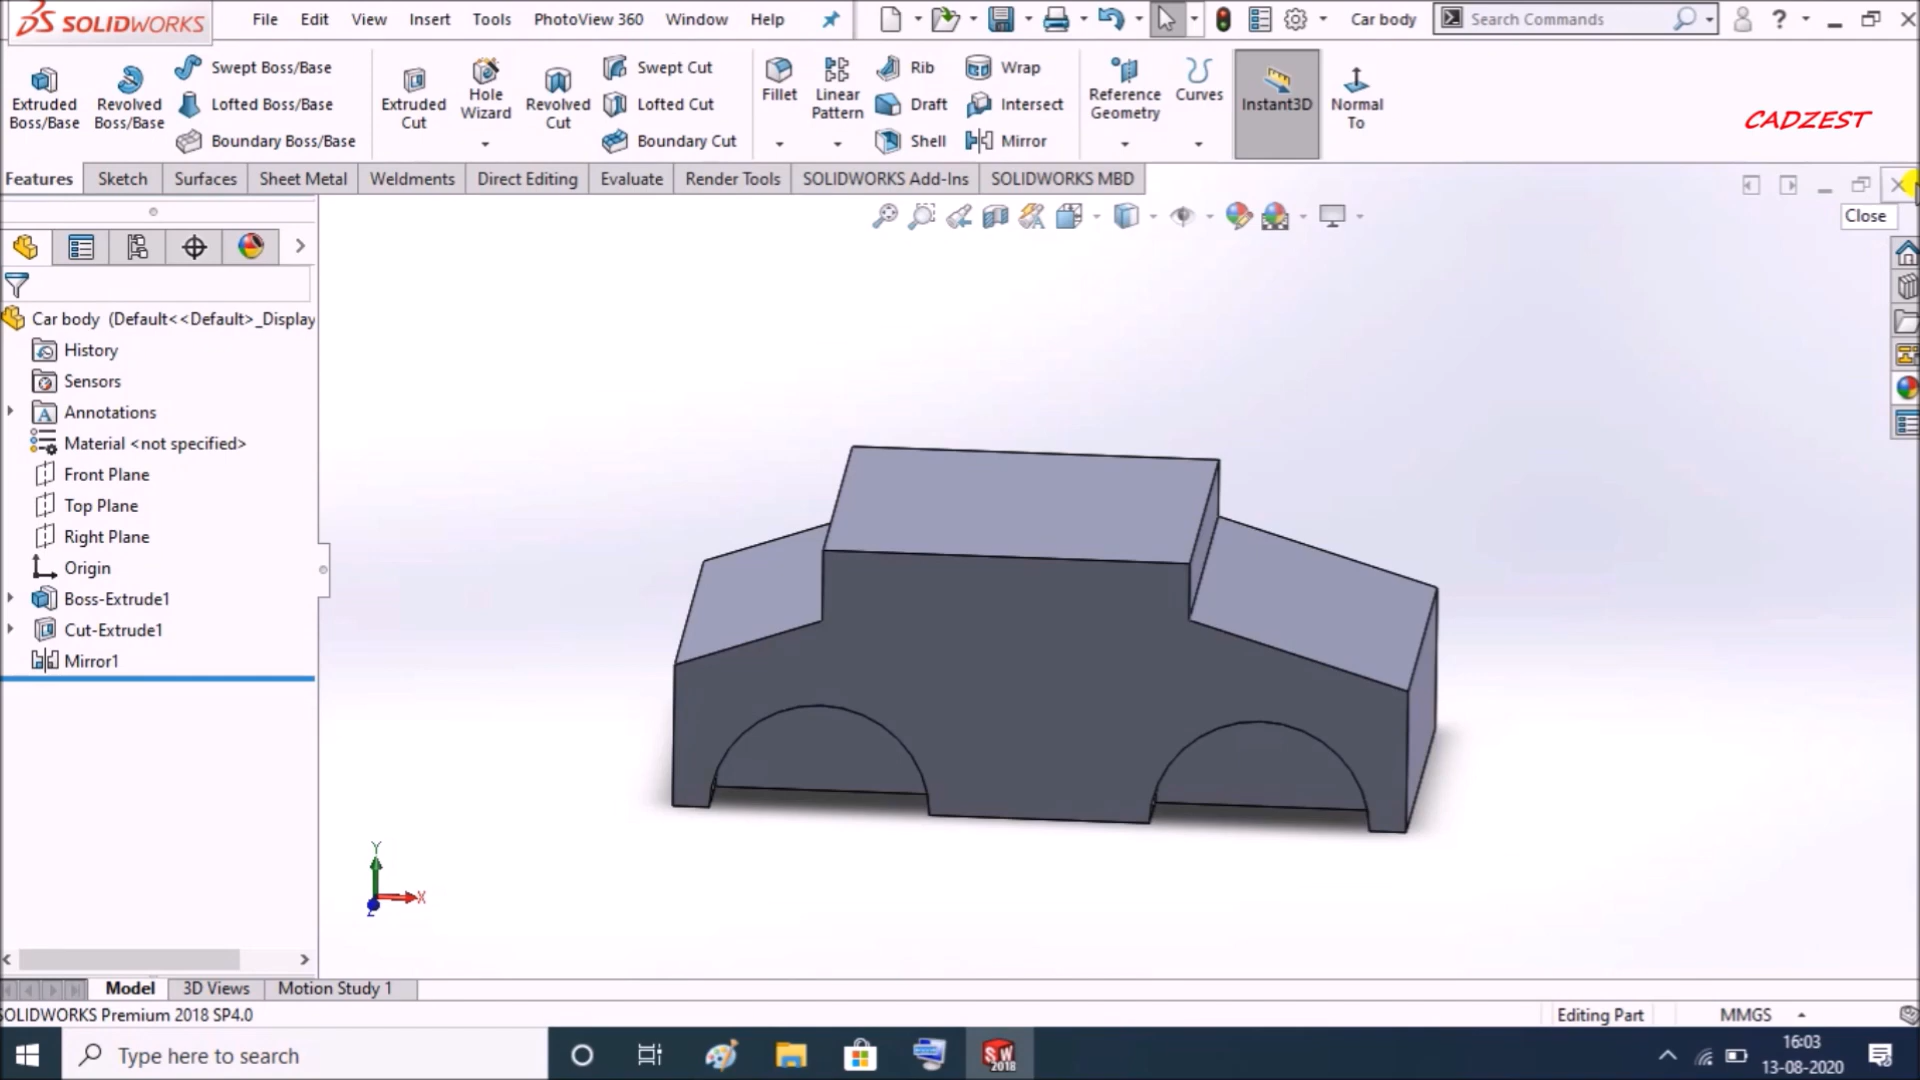 SOLIDWORKS File Edit View Insert Tools PhotoView 360 Window Help Car body Search Commands ?
Extruded Boss/Base
Revolved Boss/Base
Swept Boss/Base
Lofted Boss/Base
Boundary Boss/Base
Extruded Cut
Hole Wizard
Revolved Cut
Swept Cut
Lofted Cut
Boundary Cut
Fillet
Linear Pattern
Rib
Draft
Shell
Wrap
Intersect
Mirror
Reference Geometry
Curves
Instant3D
Normal To
CADZEST
Features Sketch Surfaces Sheet Metal Weldments Direct Editing Evaluate Render Tools SOLIDWORKS Add-Ins SOLIDWORKS MBD
Close
Car body (Default<<Default>_Display
History
Sensors
Annotations
Material <not specified>
Front Plane
Top Plane
Right Plane
Origin
Boss-Extrude1
Cut-Extrude1
Mirror1
Y
X
Z
Model 3D Views Motion Study 1
SOLIDWORKS Premium 2018 SP4.0 Editing Part MMGS
Type here to search
SW
2018
16:03
13-08-2020